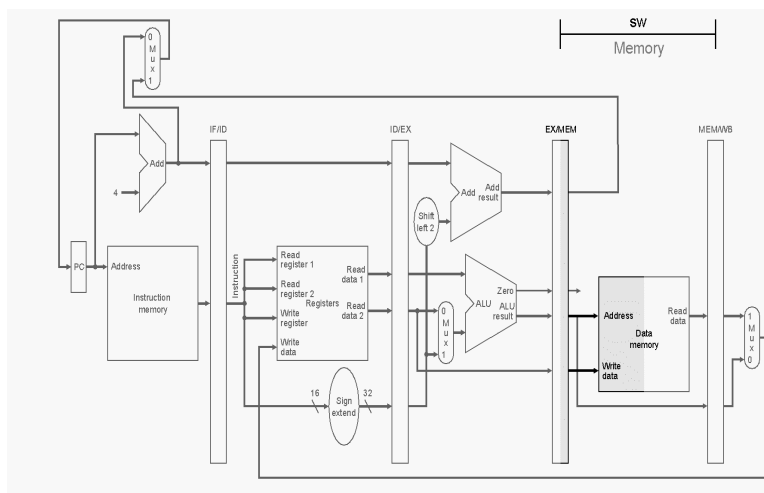 SW
Memory
0
M
u
x
1
IF/ID
ID/EX
EX/MEM
MEM/WB
Add
4
Add
Add
result
Shift
left 2
PC
Address
Instruction
memory
Instruction
Read
register 1
Read
register 2
Write
register
Write
data
Registers
Read
data 1
Read
data 2
0
M
u
x
1
Zero
ALU
ALU
result
Address
Write
data
Data
memory
Read
data
1
M
u
x
0
16
Sign
extend
32